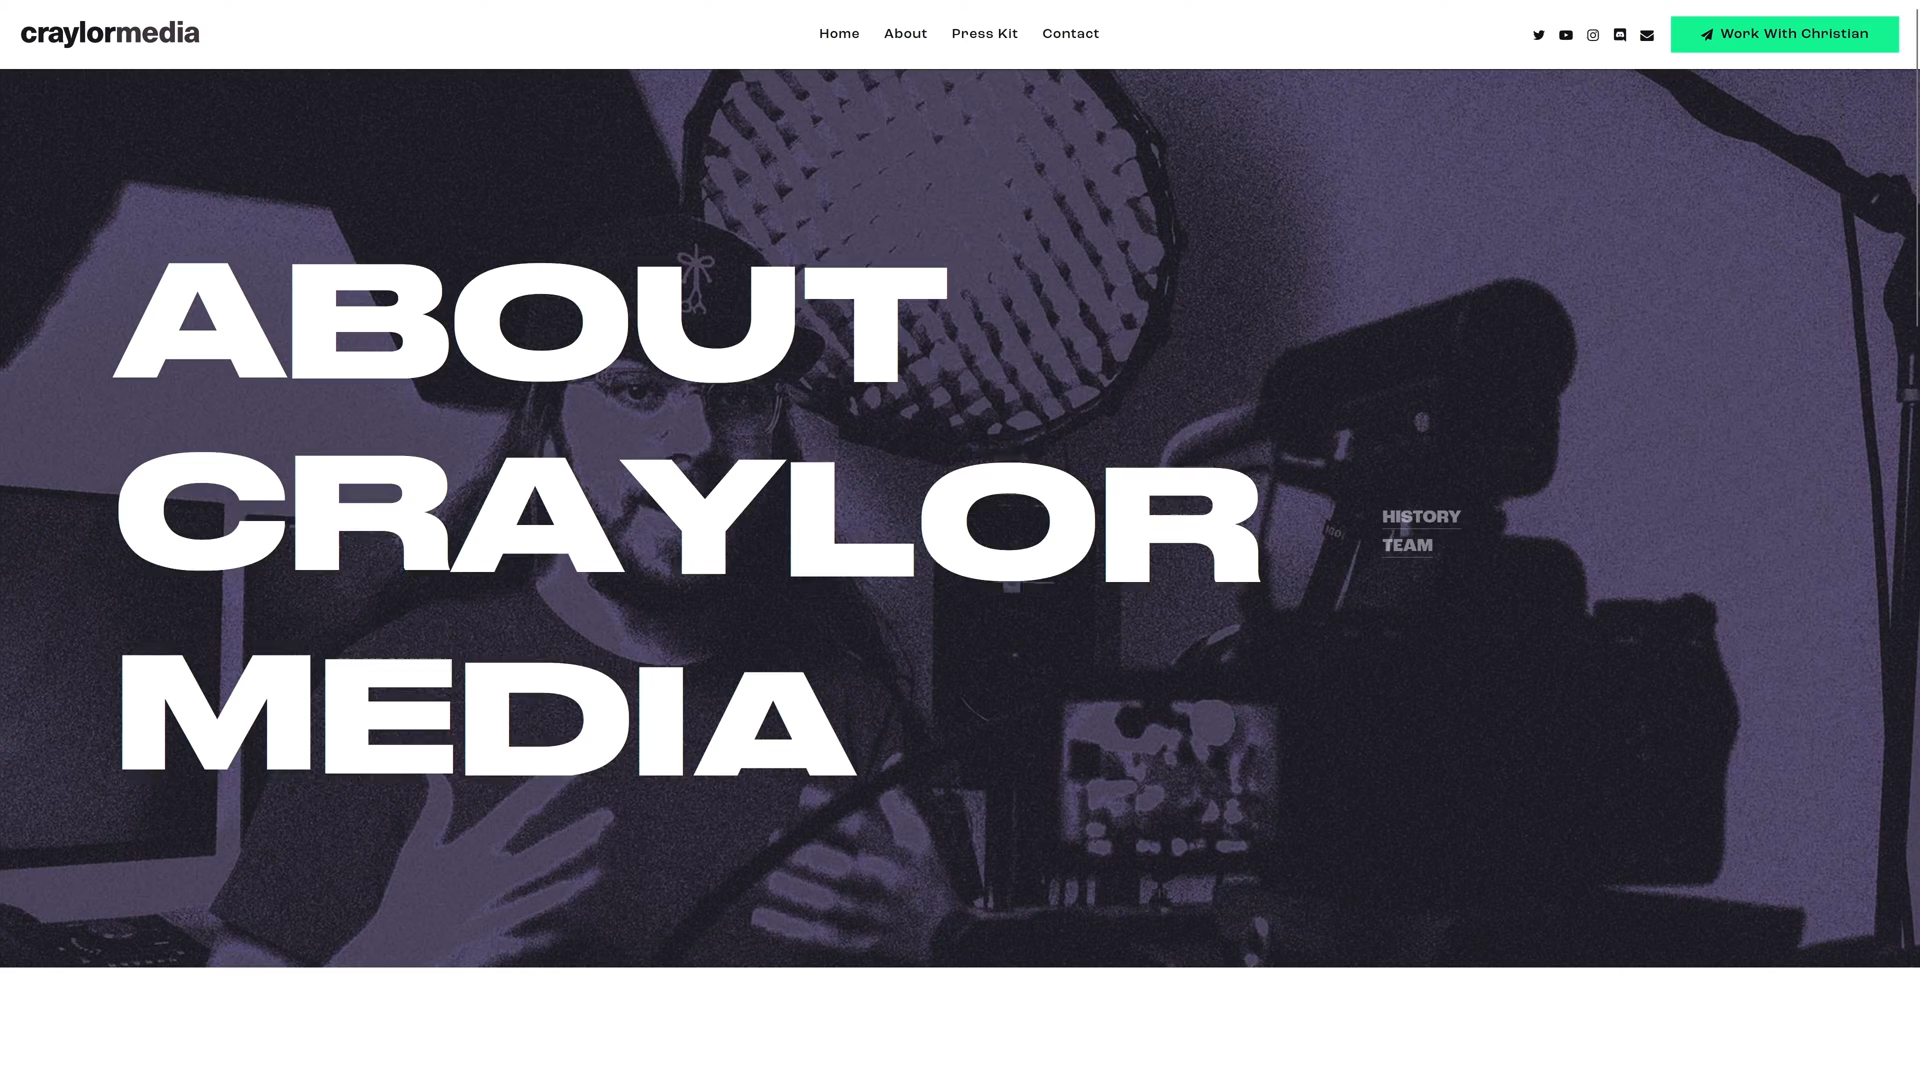 craylormedia
Home About Press Kit Contact
Work With Christian
ABOUT
CRAYLOR
MEDIA
HISTORY
TEAM